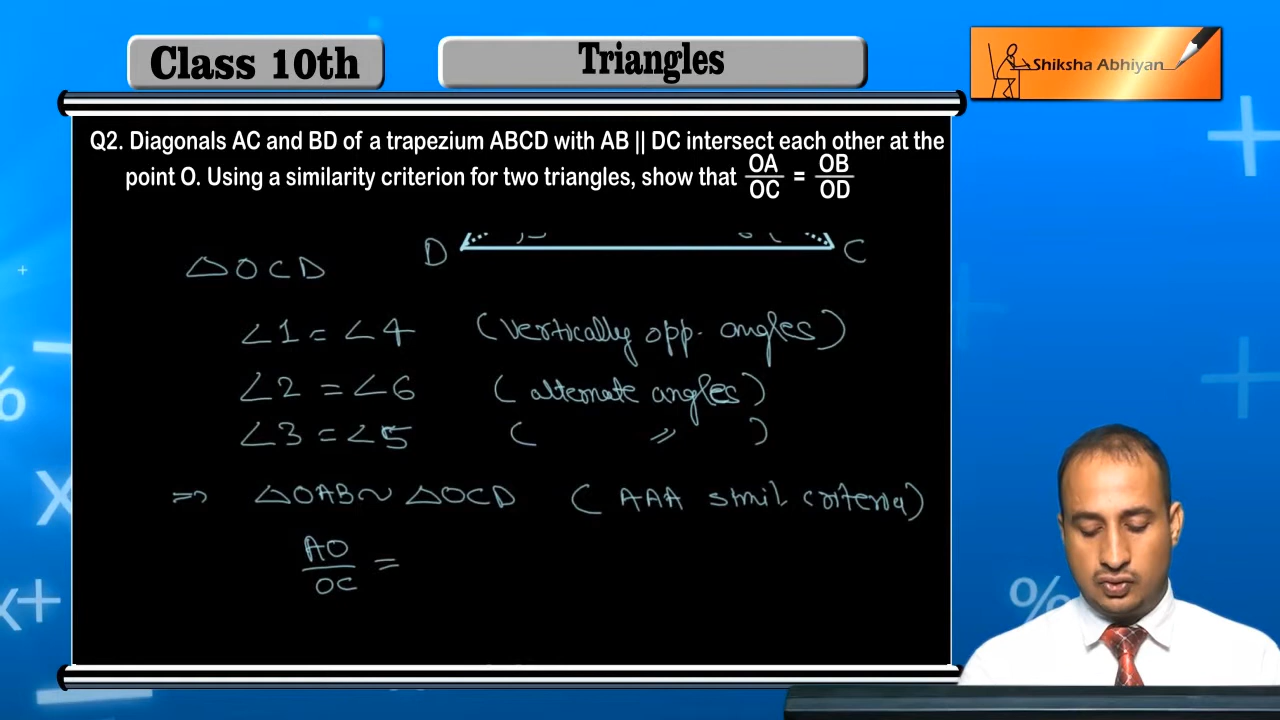 Class 10th
Triangles
Shiksha Abhiyan
Q2. Diagonals AC and BD of a trapezium ABCD with AB || DC intersect each other at the
point O. Using a similarity criterion for two triangles, show that OA/OC = OB/OD
D C
△OCD
∠1 = ∠4 (vertically opp. angles)
∠2 = ∠6 (alternate angles)
∠3 = ∠5 ( 〃 )
=> △OAB ~ △OCD (AAA simil. criteria)
AO/OC =